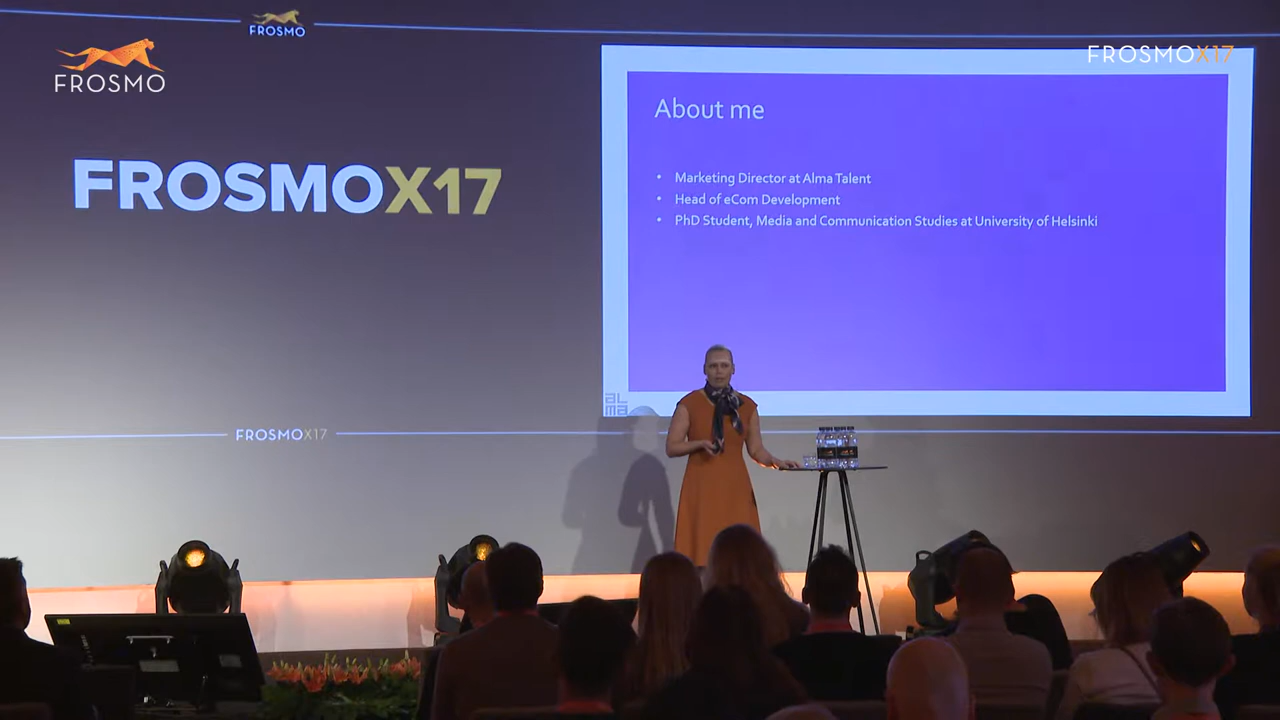 FROSMO
FROSMO
FROSMOX17
FROSMOX17
About me
• Marketing Director at Alma Talent
• Head of eCom Development
• PhD Student, Media and Communication Studies at University of Helsinki
ALMA
FROSMOX17